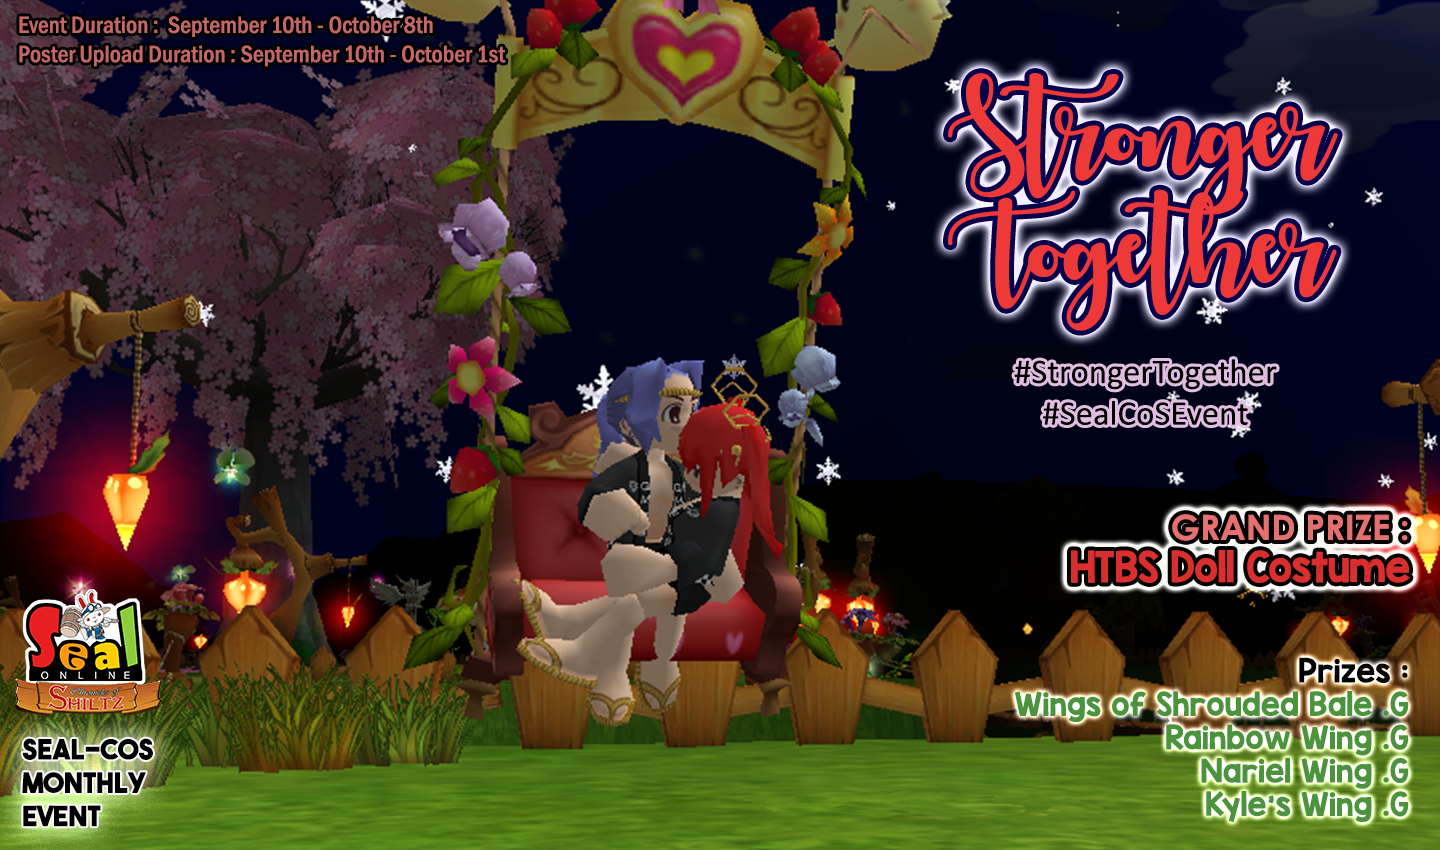 Event Duration : September 10th - October 8th
Poster Upload Duration : September 10th - October 1st
Stronger
Together
#StrongerTogether
#SealCoSEvent
GRAND PRIZE :
HTBS Doll Costume
Prizes :
Wings of Shrouded Bale .G
Rainbow Wing .G
Nariel Wing .G
Kyle's Wing .G
Seal
ONLINE
Chronicles of
SHILTZ
SEAL-COS
MONTHLY
EVENT